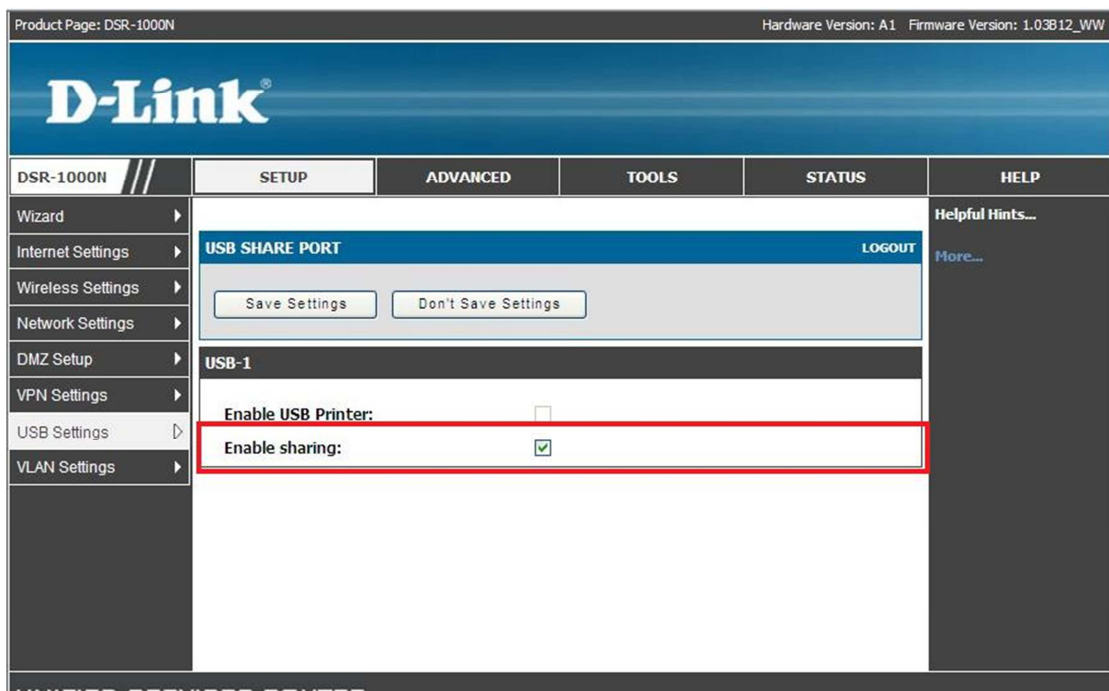 Product Page: DSR-1000N Hardware Version: A1 Firmware Version: 1.03B12_WW
D-Link®
DSR-1000N SETUP ADVANCED TOOLS STATUS HELP
Wizard
Internet Settings
Wireless Settings
Network Settings
DMZ Setup
VPN Settings
USB Settings
VLAN Settings
USB SHARE PORT LOGOUT
Save Settings Don't Save Settings
USB-1
Enable USB Printer:
Enable sharing:
Helpful Hints...
More...